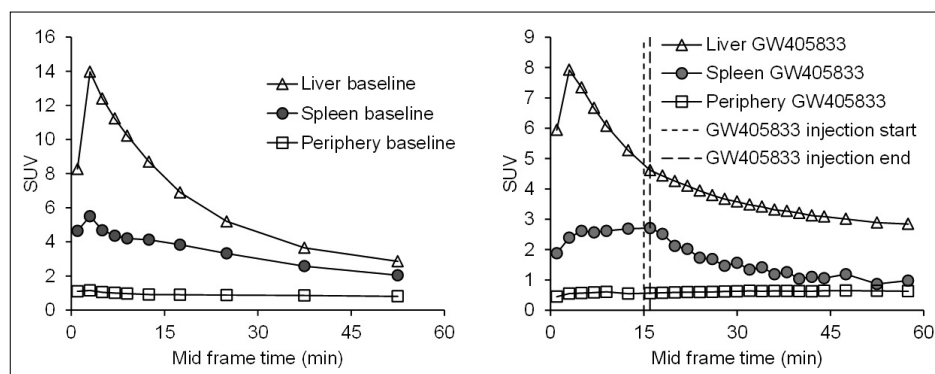 16
14
12
10
8
6
4
2
0
SUV
0
15
30
45
60
Mid frame time (min)
Liver baseline
Spleen baseline
Periphery baseline
9
8
7
6
5
4
3
2
1
0
SUV
0
15
30
45
60
Mid frame time (min)
Liver GW405833
Spleen GW405833
Periphery GW405833
GW405833 injection start
GW405833 injection end